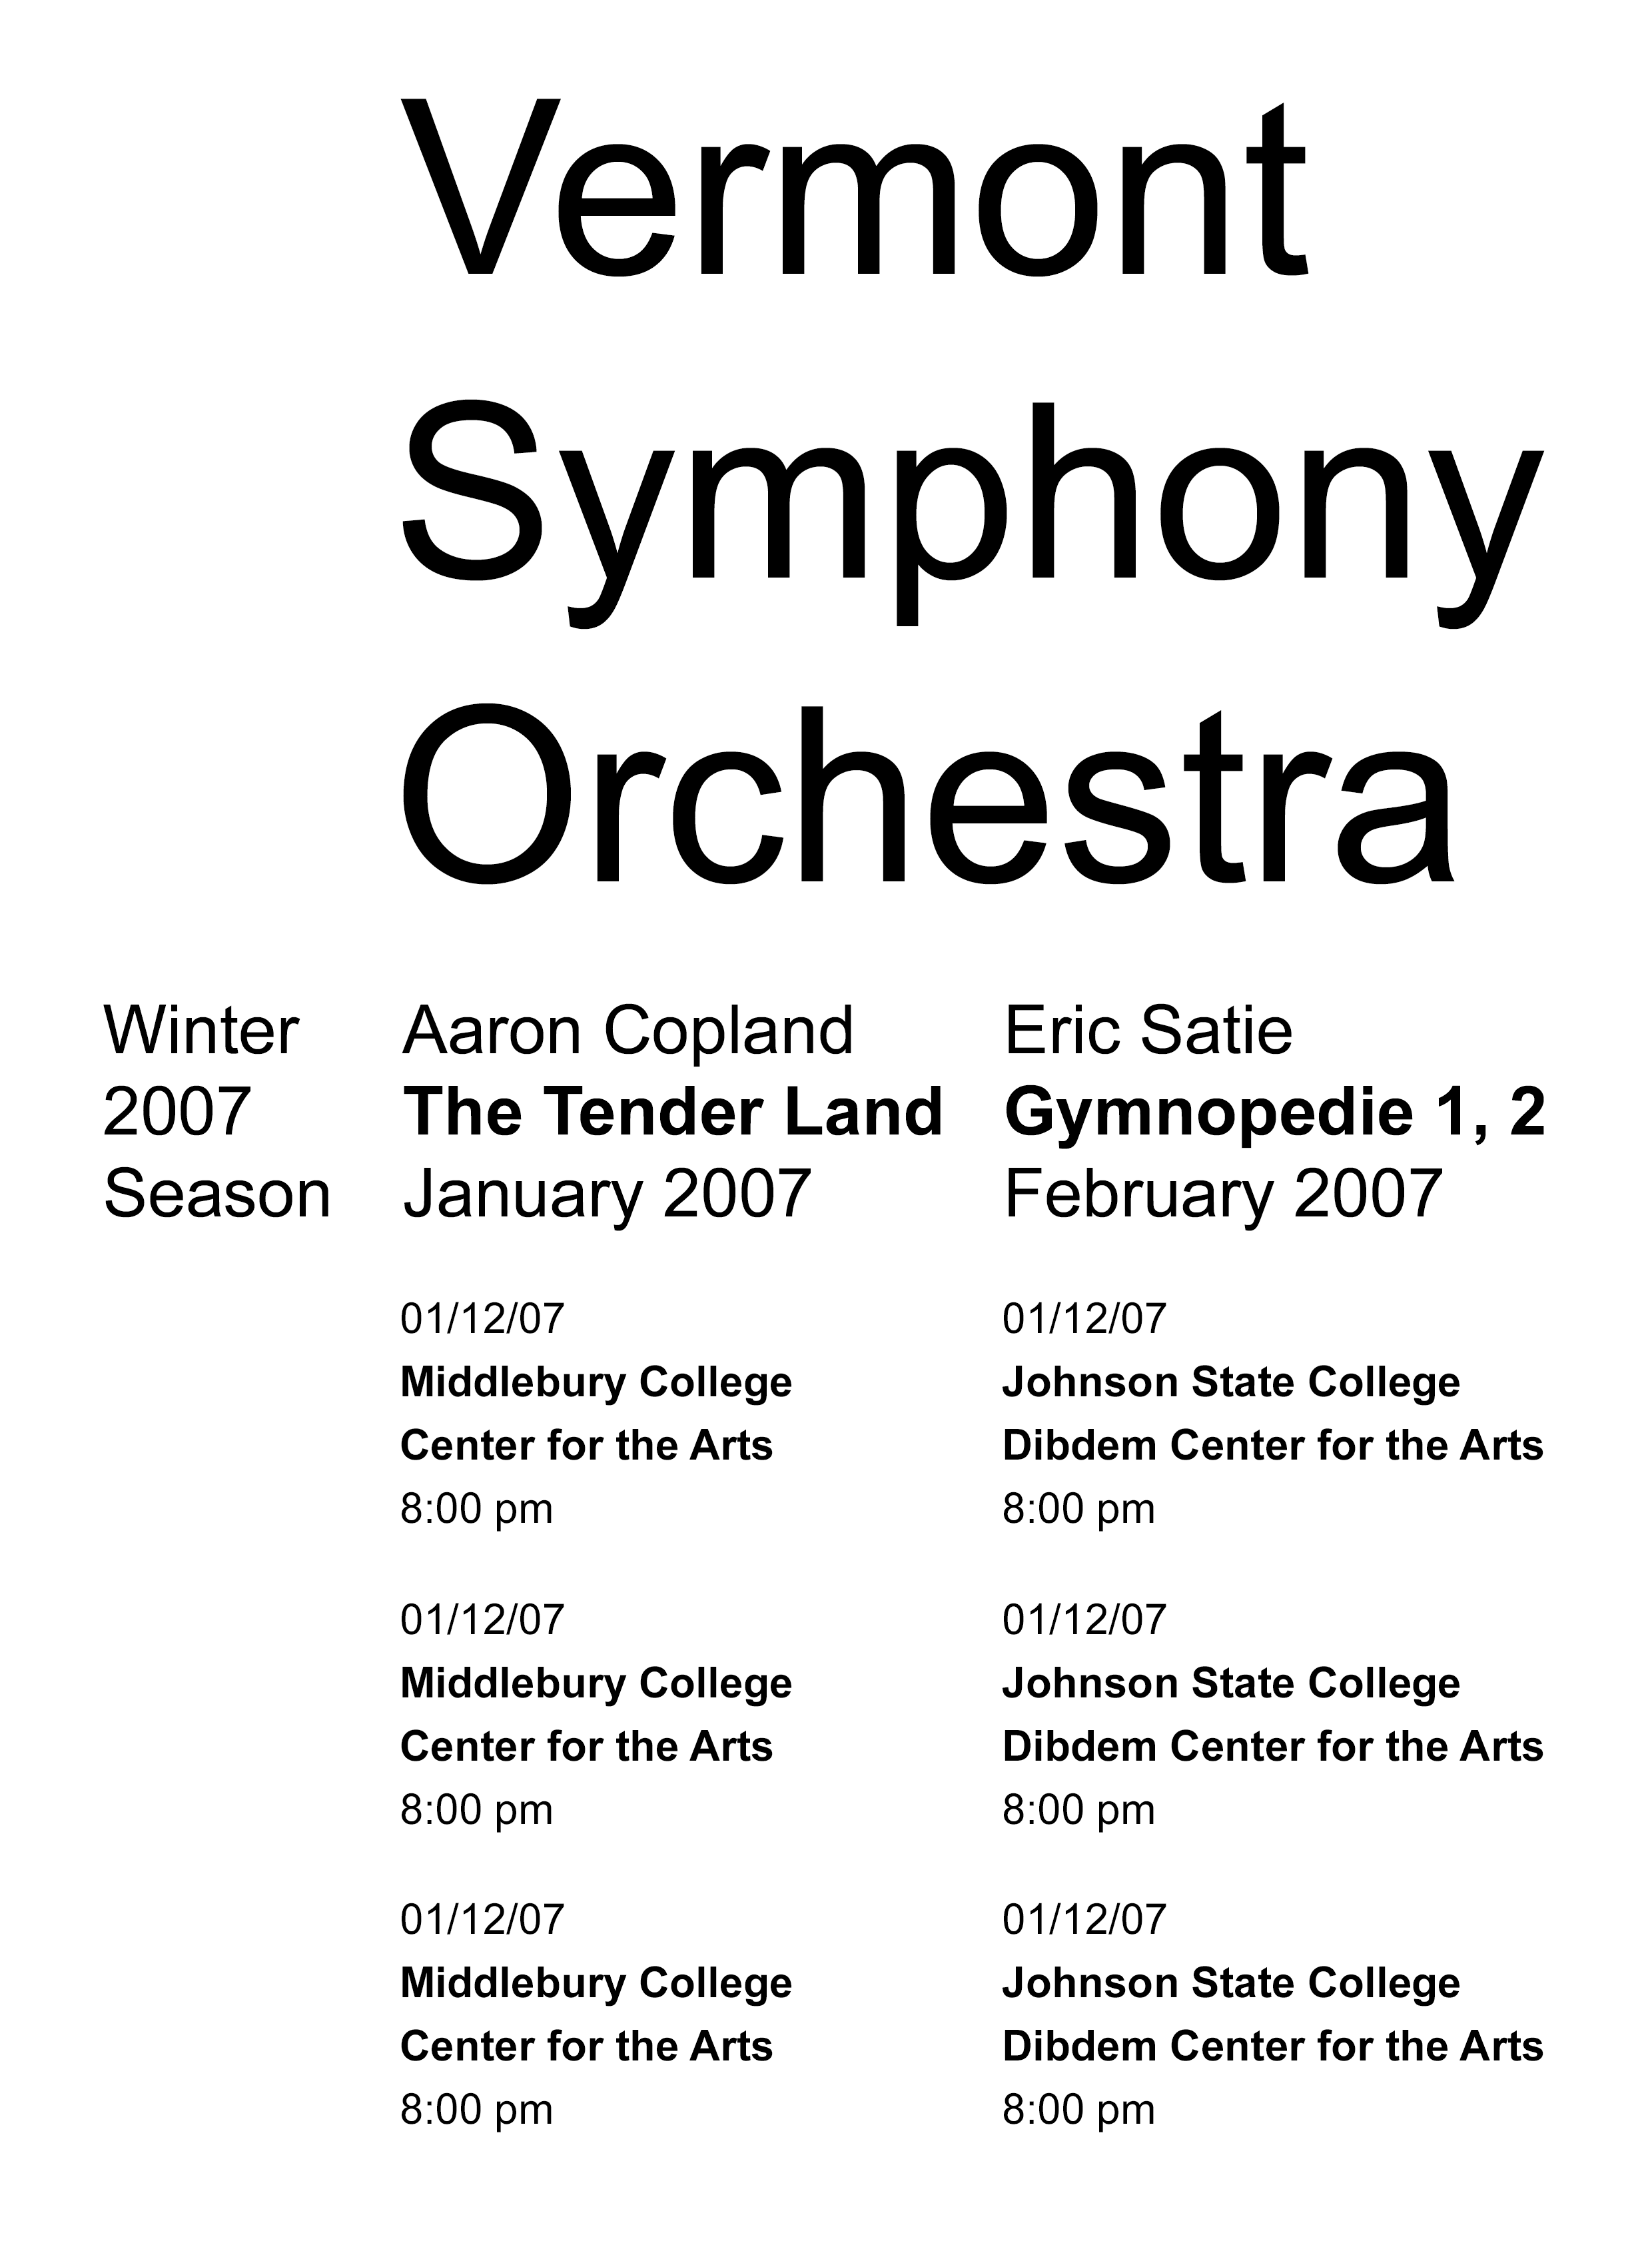 Vermont
Symphony
Orchestra
Winter
2007
Season
Aaron Copland
The Tender Land
January 2007
01/12/07
Middlebury College
Center for the Arts
8:00 pm
01/12/07
Middlebury College
Center for the Arts
8:00 pm
01/12/07
Middlebury College
Center for the Arts
8:00 pm
Eric Satie
Gymnopedie 1, 2
February 2007
01/12/07
Johnson State College
Dibdem Center for the Arts
8:00 pm
01/12/07
Johnson State College
Dibdem Center for the Arts
8:00 pm
01/12/07
Johnson State College
Dibdem Center for the Arts
8:00 pm